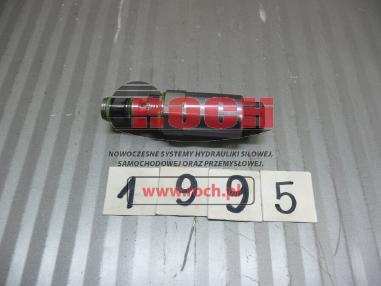 ROCH
NOWOCZESNE SYSTEMY HYDRAULIKI SIŁOWEJ,
SAMOCHODOWEJ ORAZ PRZEMYSŁOWEJ.
www.roch.pl
1995